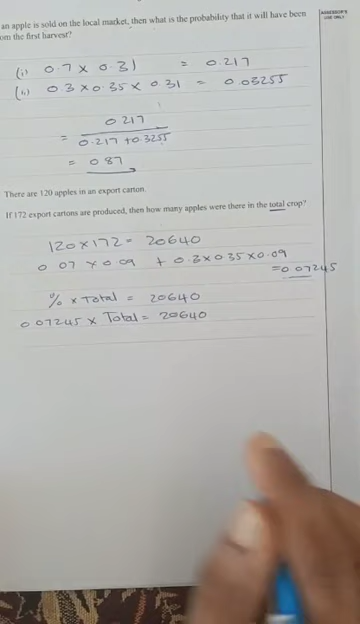 an apple is sold on the local market, then what is the probability that it will have been
om the first harvest?
ASSESSOR'S
USE ONLY
(i) 0.7 x 0.31 = 0.217
(ii) 0.3 x 0.35 x 0.31 = 0.03255
0.217
= 0.217 + 0.3255
= 0.87
There are 120 apples in an export carton.
If 172 export cartons are produced, then how many apples were there in the total crop?
120 x 172 = 20640
0.07 x 0.09 + 0.3 x 0.35 x 0.09
= 0.07245
% x Total = 20640
0.07245 x Total = 20640